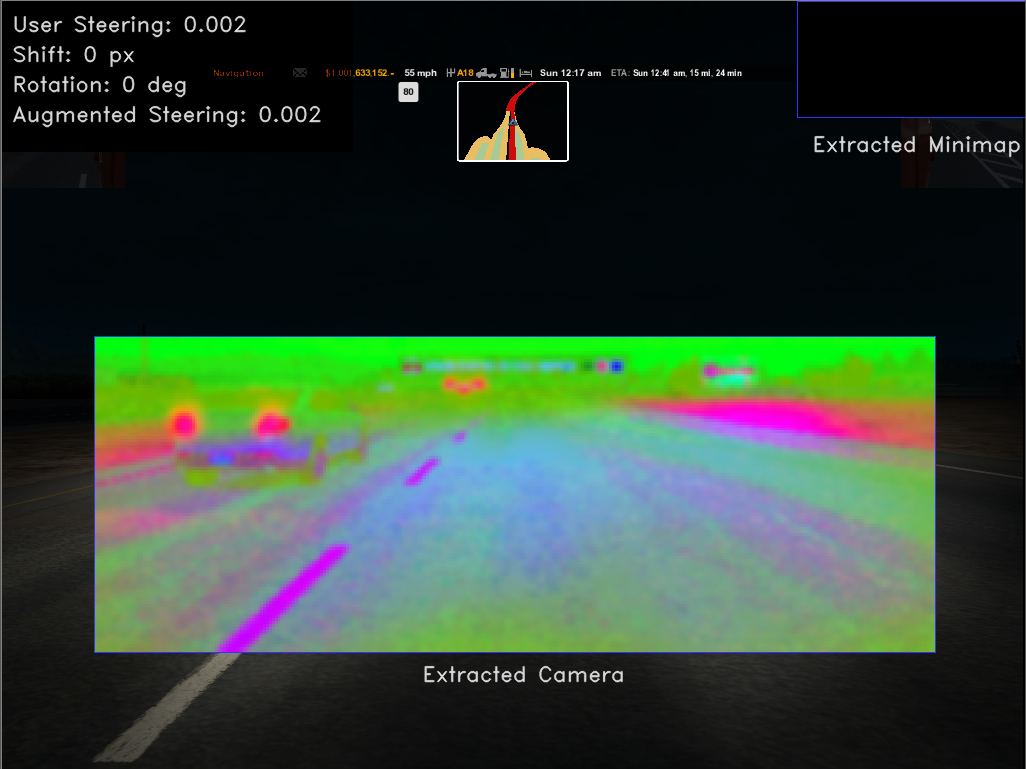 User Steering: 0.002
Shift: 0 px
Rotation: 0 deg
Augmented Steering: 0.002
Navigation $1.001,633,152.- 55 mph A18 Sun 12:17 am ETA: Sun 12:41 am, 15 mi, 24 min
80
Extracted Minimap
Extracted Camera